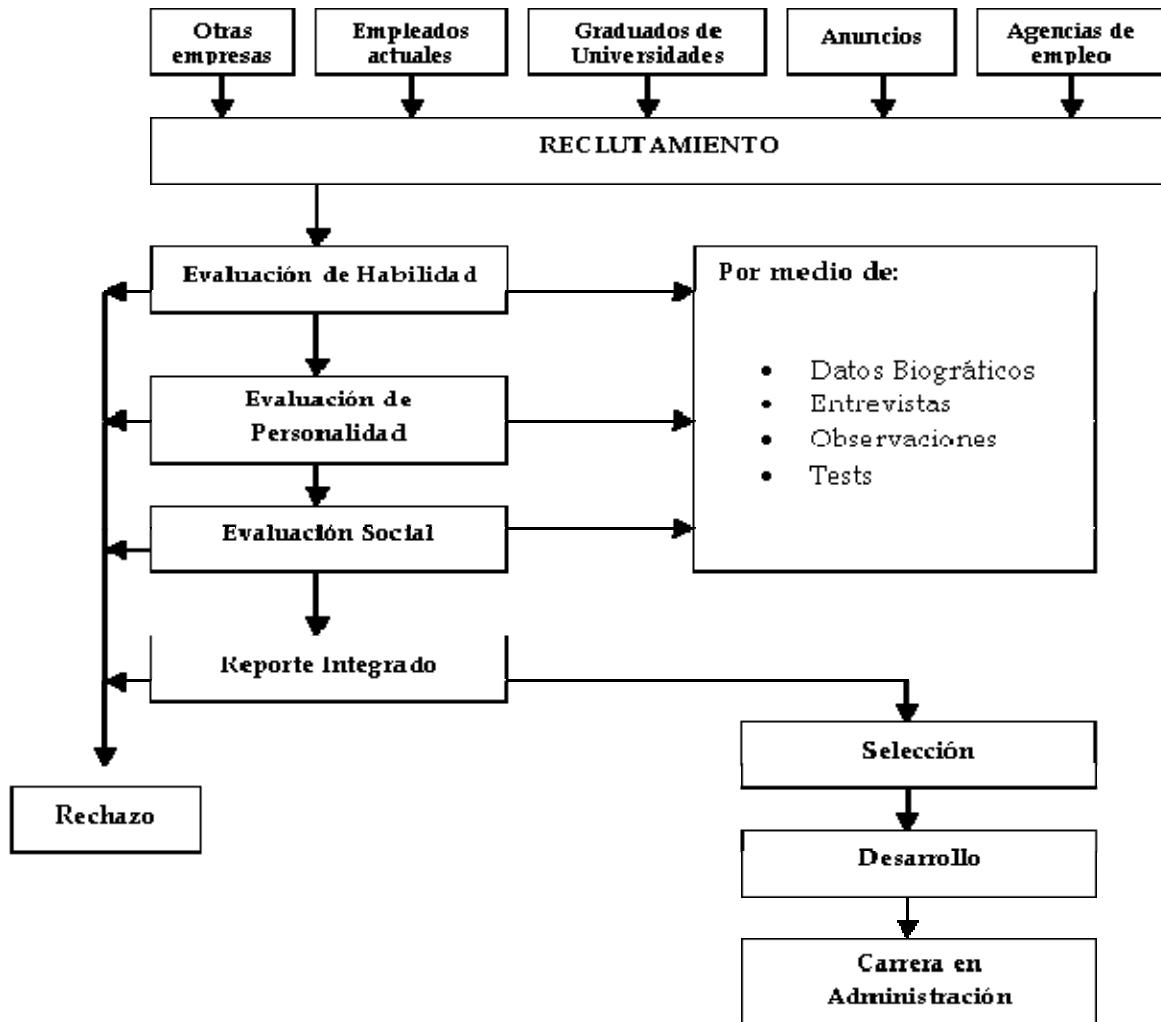 Otras
empresas
Empleados
actuales
Graduados de
Universidades
Anuncios
Agencias de
empleo
RECLUTAMIENTO
Evaluación de Habilidad
Por medio de:
• Datos Biográficos
• Entrevistas
• Observaciones
• Tests
Evaluación de
Personalidad
Evaluación Social
Reporte Integrado
Selección
Rechazo
Desarrollo
Carrera en
Administración